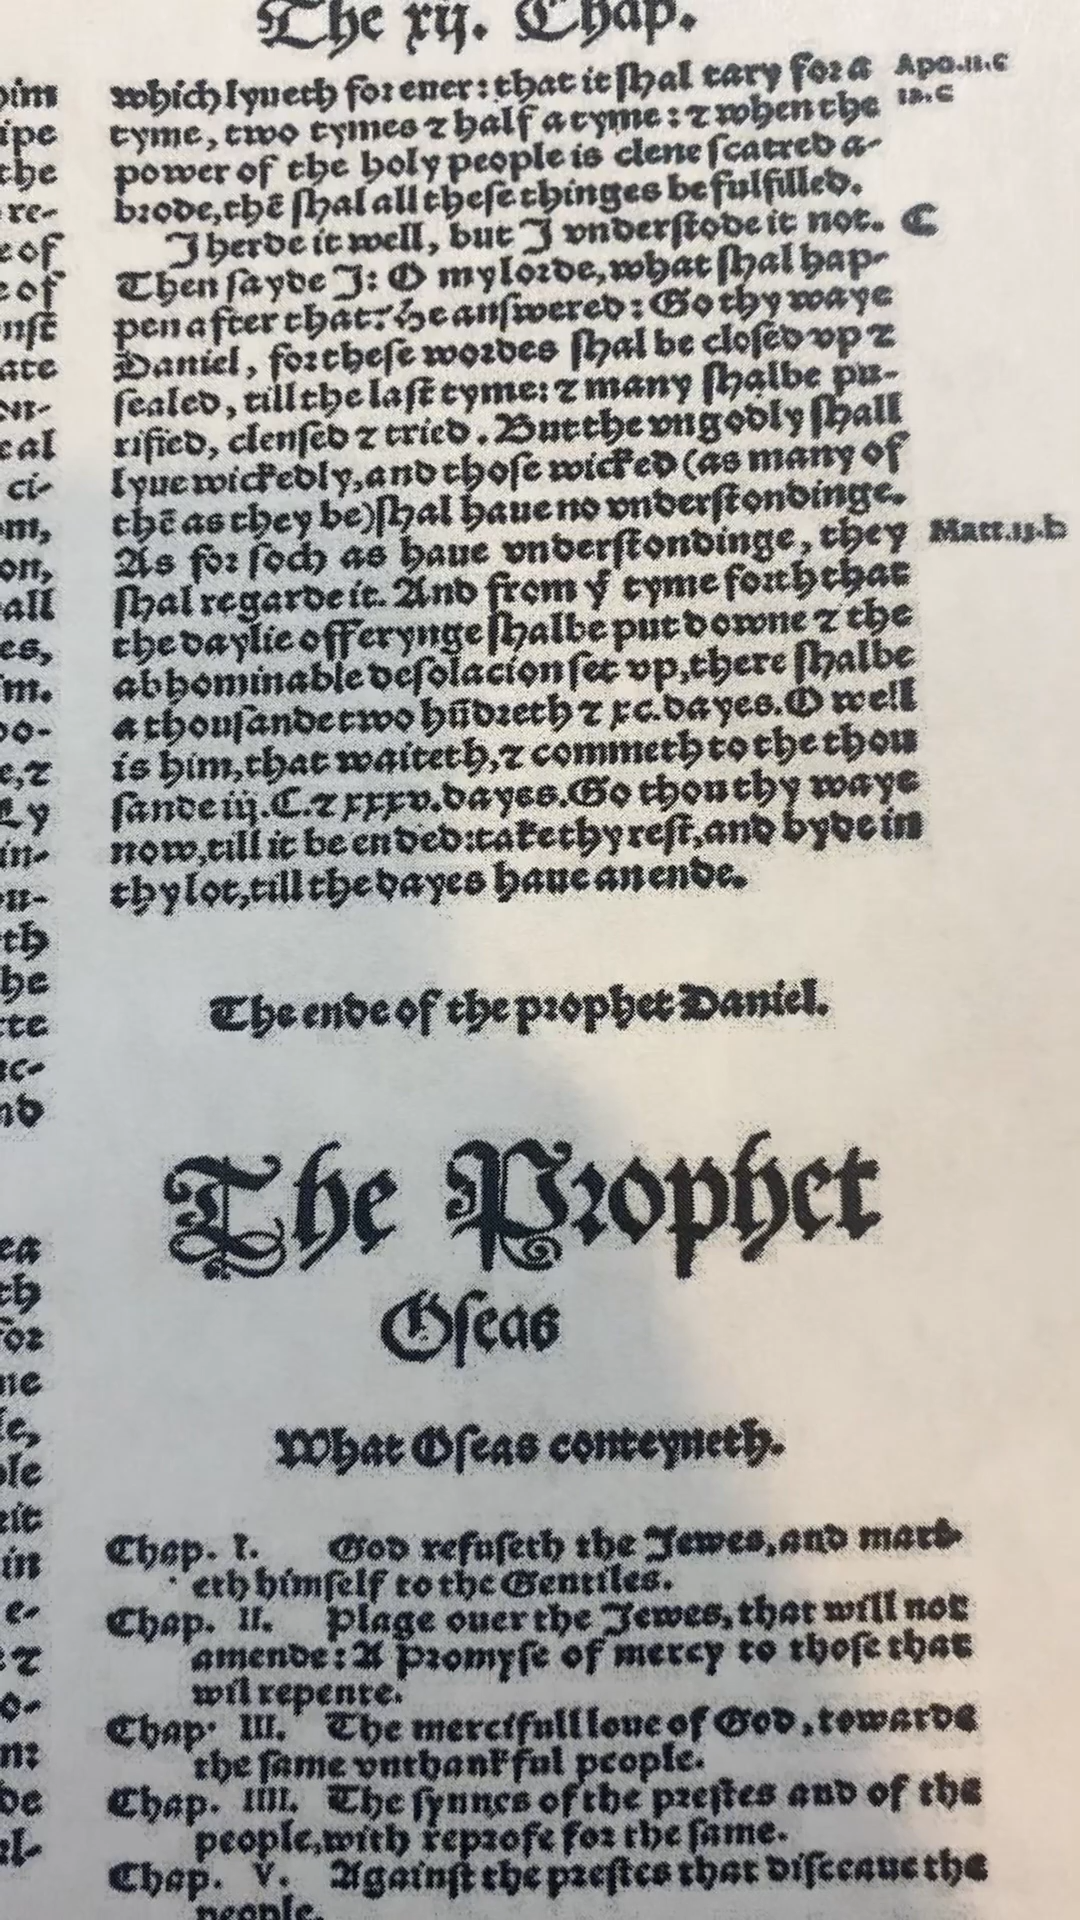 The xij. Chap.
which lyueth for euer: that it shal tary for a
tyme, two tymes ⁊ half a tyme: ⁊ when the
power of the holy people is clene scatred a-
brode, thẽ shal all these thinges be fulfilled.
I herde it well, but I vnderstode it not.
Then sayde I: O my lorde, what shal hap-
pen after that? He answered: Go thy waye
Daniel, for these wordes shal be closed vp ⁊
sealed, till the last tyme: ⁊ many shalbe pu-
rified, clensed ⁊ tried. But the vngodly shall
lyue wickedly, and those wicked (as many of
thẽ as they be) shal haue no vnderstondinge.
As for soch as haue vnderstondinge, they
shal regarde it. And from yͤ tyme forth that
the daylie offerynge shalbe put downe ⁊ the
abhominable desolacion set vp, there shalbe
a thousande two hũdreth ⁊ xc. dayes. O well
is him, that waiteth, ⁊ commeth to the thou
sande iij. C. ⁊ xxxv. dayes. Go thou thy waye
now, till it be ended: take thy rest, and byde in
thy lot, till the dayes haue an ende.
Apo. 11. c
12. c
C
Matt. 13. b
The ende of the prophet Daniel.
The Prophet
Oseas
What Oseas conteyneth.
Chap. I. God refuseth the Jewes, and mark-
eth himself to the Gentiles.
Chap. II. Plage ouer the Jewes, that will not
amende: A promyse of mercy to those that
wil repente.
Chap. III. The mercifull loue of God, towarde
the same vnthankful people.
Chap. IIII. The synnes of the prestes and of the
people, with reprofe for the same.
Chap. V. Against the prestes that disceaue the
people.